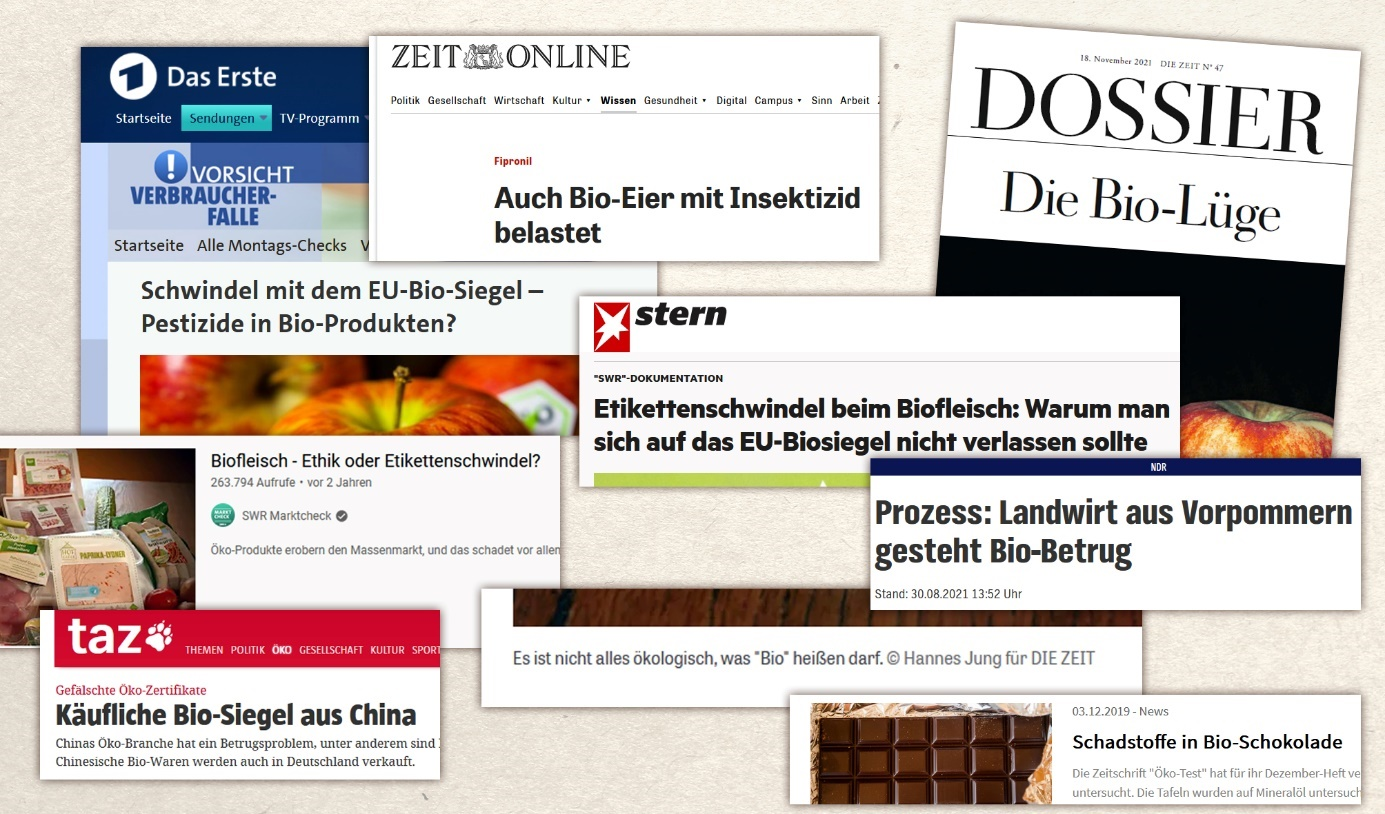 Das Erste
Startseite Sendungen TV-Programm
! VORSICHT
VERBRAUCHER-
FALLE
Startseite Alle Montags-Checks V
Schwindel mit dem EU-Bio-Siegel –
Pestizide in Bio-Produkten?
ZEIT ONLINE
Politik Gesellschaft Wirtschaft Kultur Wissen Gesundheit Digital Campus Sinn Arbeit
Fipronil
Auch Bio-Eier mit Insektizid
belastet
18. November 2021 DIE ZEIT N° 47
DOSSIER
Die Bio-Lüge
stern
"SWR"-DOKUMENTATION
Etikettenschwindel beim Biofleisch: Warum man
sich auf das EU-Biosiegel nicht verlassen sollte
Biofleisch - Ethik oder Etikettenschwindel?
263.794 Aufrufe • vor 2 Jahren
MARKT
CHECK
SWR Marktcheck
Öko-Produkte erobern den Massenmarkt, und das schadet vor allen
PAPRIKA-LYONER
NDR
Prozess: Landwirt aus Vorpommern
gesteht Bio-Betrug
Stand: 30.08.2021 13:52 Uhr
taz
THEMEN POLITIK ÖKO GESELLSCHAFT KULTUR SPORT
Gefälschte Öko-Zertifikate
Käufliche Bio-Siegel aus China
Chinas Öko-Branche hat ein Betrugsproblem, unter anderem sind
Chinesische Bio-Waren werden auch in Deutschland verkauft.
Es ist nicht alles ökologisch, was "Bio" heißen darf. © Hannes Jung für DIE ZEIT
03.12.2019 - News
Schadstoffe in Bio-Schokolade
Die Zeitschrift "Öko-Test" hat für ihr Dezember-Heft ve
untersucht. Die Tafeln wurden auf Mineralöl untersuch